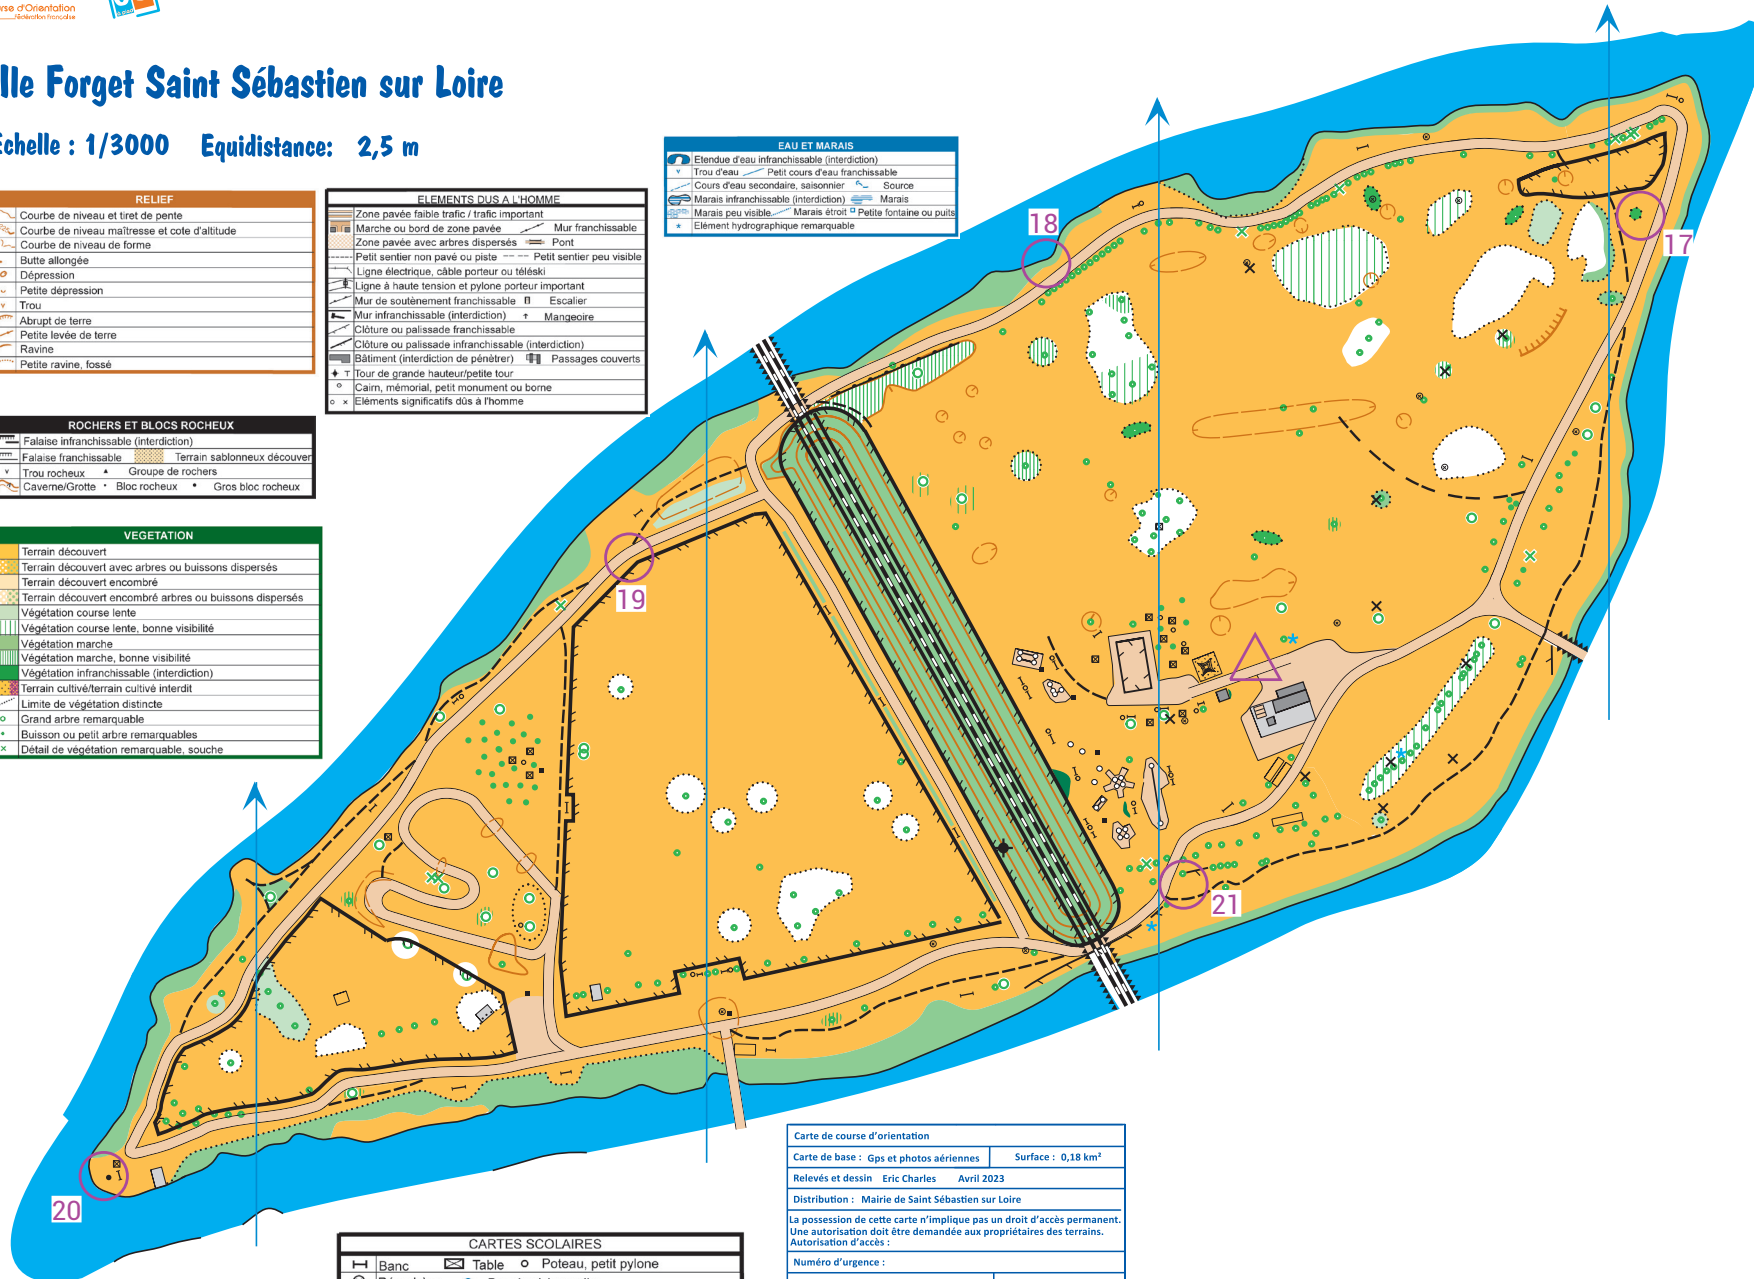 rse d'Orientation
fédération française
Ile Forget Saint Sébastien sur Loire
Echelle : 1/3000 Equidistance: 2,5 m
RELIEF
Courbe de niveau et tiret de pente
Courbe de niveau maîtresse et cote d'altitude
Courbe de niveau de forme
Butte allongée
Dépression
Petite dépression
Trou
Abrupt de terre
Petite levée de terre
Ravine
Petite ravine, fossé
ROCHERS ET BLOCS ROCHEUX
Falaise infranchissable (interdiction)
Falaise franchissable Terrain sablonneux découver
Trou rocheux Groupe de rochers
Caverne/Grotte Bloc rocheux Gros bloc rocheux
VEGETATION
Terrain découvert
Terrain découvert avec arbres ou buissons dispersés
Terrain découvert encombré
Terrain découvert encombré arbres ou buissons dispersés
Végétation course lente
Végétation course lente, bonne visibilité
Végétation marche
Végétation marche, bonne visibilité
Végétation infranchissable (interdiction)
Terrain cultivé/terrain cultivé interdit
Limite de végétation distincte
Grand arbre remarquable
Buisson ou petit arbre remarquables
Détail de végétation remarquable, souche
ELEMENTS DUS A L'HOMME
Zone pavée faible trafic / trafic important
Marche ou bord de zone pavée Mur franchissable
Zone pavée avec arbres dispersés Pont
Petit sentier non pavé ou piste Petit sentier peu visible
Ligne électrique, câble porteur ou téléski
Ligne à haute tension et pylone porteur important
Mur de soutènement franchissable Escalier
Mur infranchissable (interdiction) Mangeoire
Clôture ou palissade franchissable
Clôture ou palissade infranchissable (interdiction)
Bâtiment (interdiction de pénétrer) Passages couverts
Tour de grande hauteur/petite tour
Cairn, mémorial, petit monument ou borne
Eléments significatifs dûs à l'homme
EAU ET MARAIS
Etendue d'eau infranchissable (interdiction)
Trou d'eau Petit cours d'eau franchissable
Cours d'eau secondaire, saisonnier Source
Marais infranchissable (interdiction) Marais
Marais peu visible Marais étroit Petite fontaine ou puits
Elément hydrographique remarquable
18
17
19
21
20
CARTES SCOLAIRES
Banc Table Poteau, petit pylone
Carte de course d'orientation
Carte de base : Gps et photos aériennes Surface : 0,18 km²
Relevés et dessin Eric Charles Avril 2023
Distribution : Mairie de Saint Sébastien sur Loire
La possession de cette carte n'implique pas un droit d'accès permanent.
Une autorisation doit être demandée aux propriétaires des terrains.
Autorisation d'accès :
Numéro d'urgence :